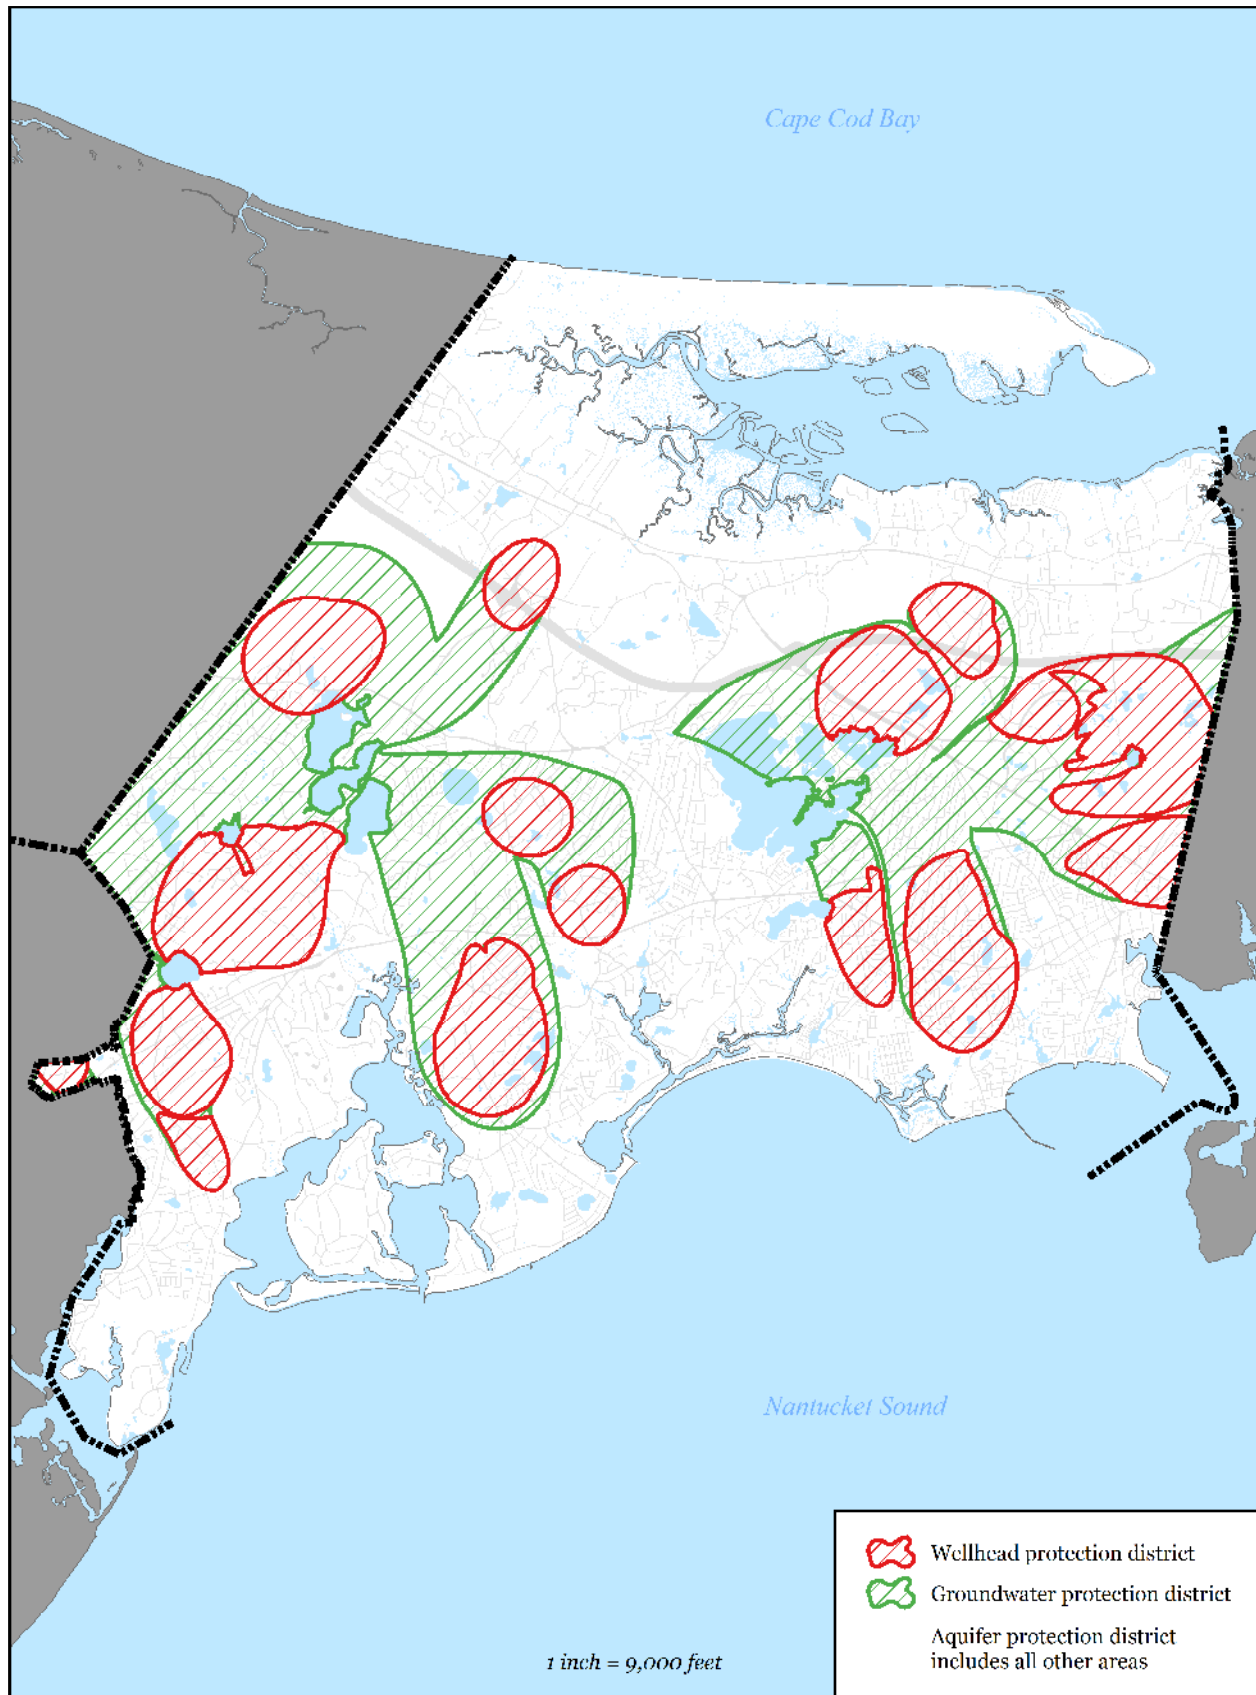 Cape Cod Bay
Nantucket Sound
Wellhead protection district
Groundwater protection district
Aquifer protection district
includes all other areas
1 inch = 9,000 feet